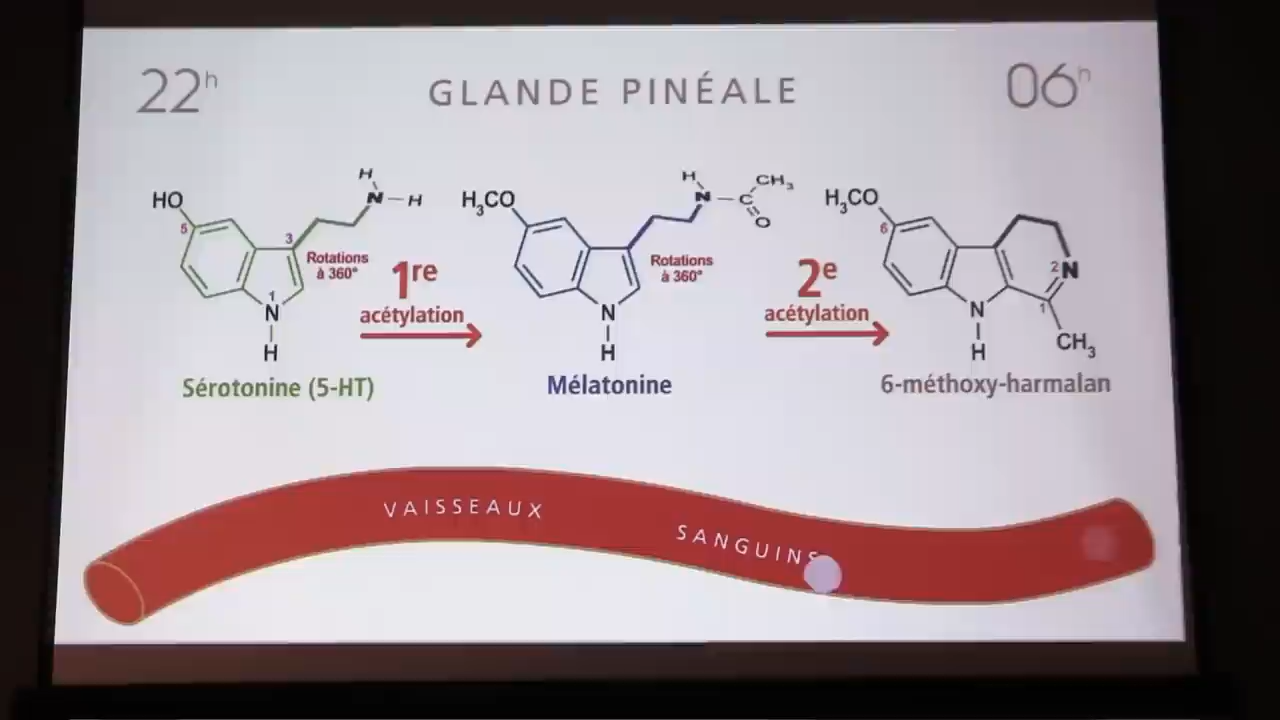 22h
GLANDE PINÉALE
06h
HO
5
3
H
N
H
1
N
H
Rotations
à 360°
1re
acétylation
Sérotonine (5-HT)
H3CO
H
N
C
CH3
O
N
H
Rotations
à 360°
2e
acétylation
Mélatonine
H3CO
6
2
N
1
N
H
CH3
6-méthoxy-harmalan
VAISSEAUX
SANGUINS